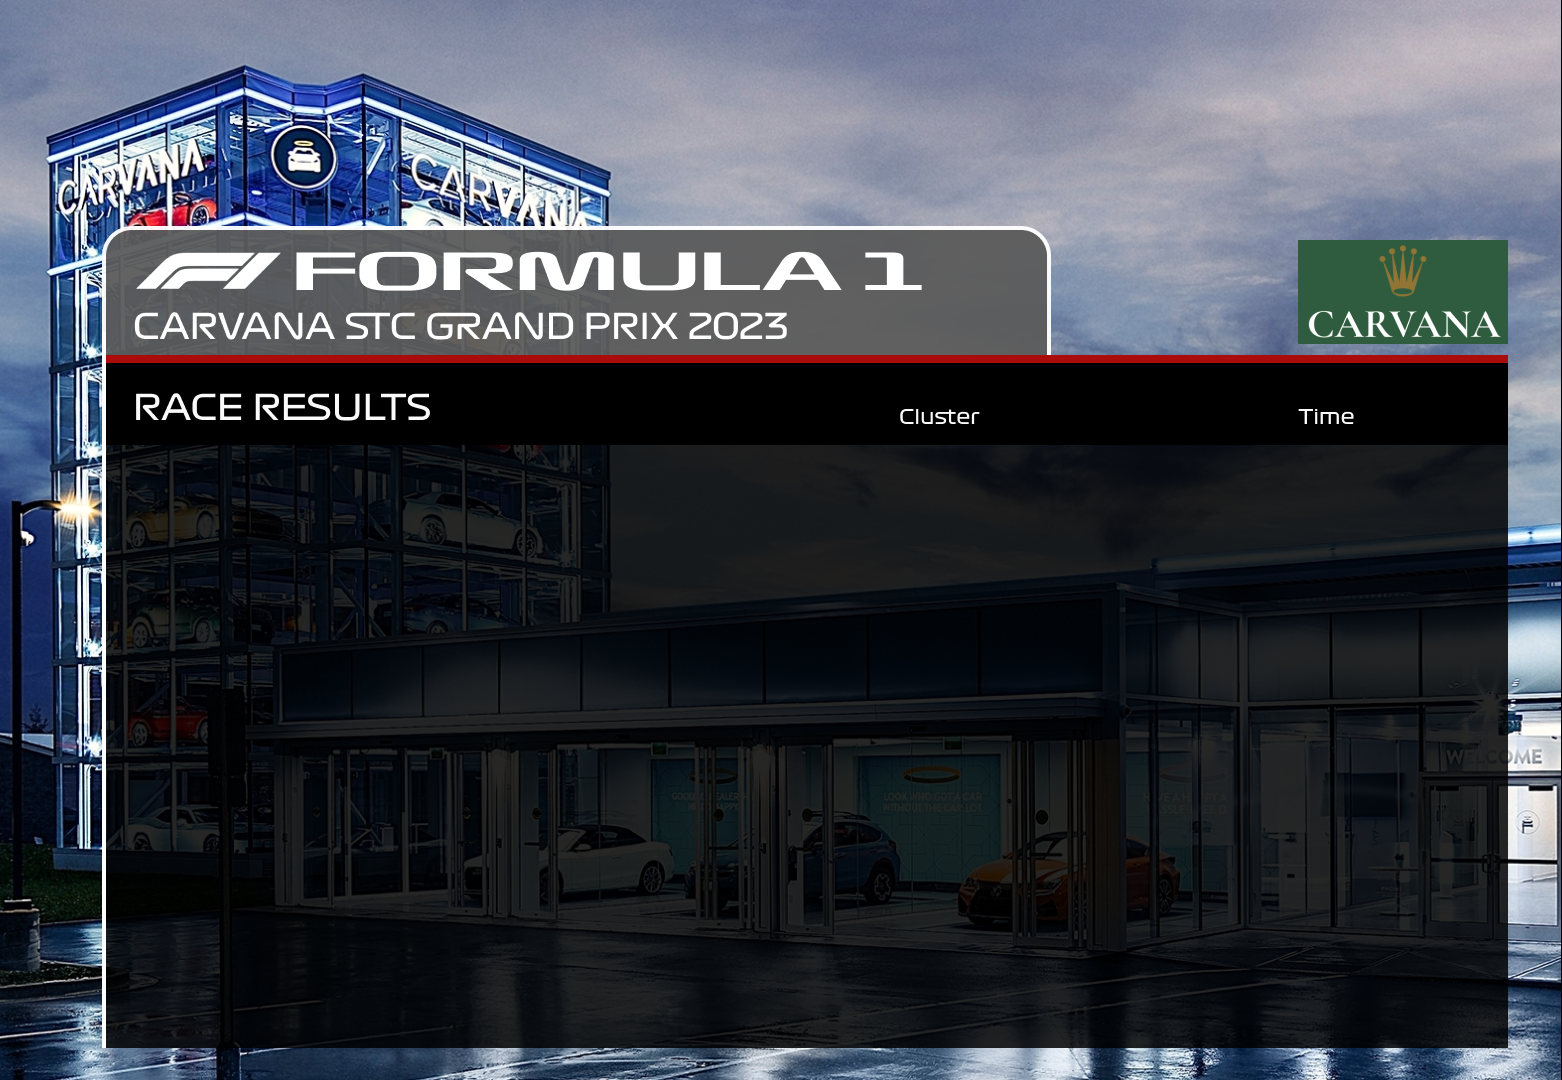 CARVANA
CARVANA
FORMULA 1
CARVANA STC GRAND PRIX 2023
CARVANA
RACE RESULTS
Cluster
Time
WELCOME